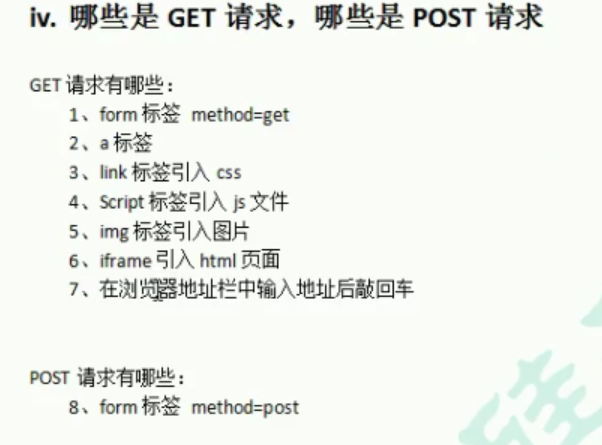 iv. 哪些是 GET 请求，哪些是 POST 请求
GET 请求有哪些：
1、form 标签 method=get
2、a 标签
3、link 标签引入 css
4、Script 标签引入 js 文件
5、img 标签引入图片
6、iframe 引入 html 页面
7、在浏览器地址栏中输入地址后敲回车
POST 请求有哪些：
8、form 标签 method=post
硅